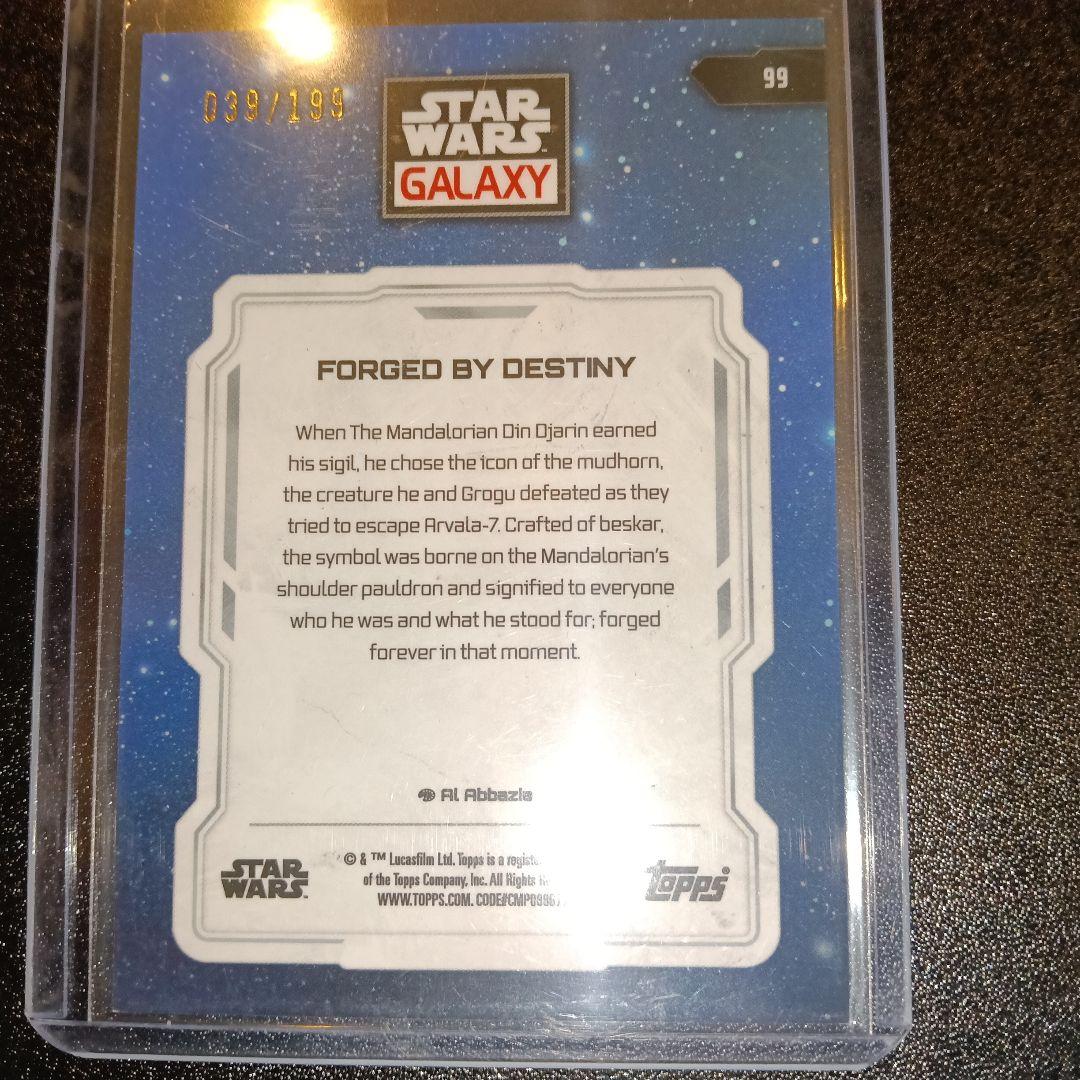 039/199
STAR WARS
GALAXY
99
FORGED BY DESTINY
When The Mandalorian Din Djarin earned
his sigil, he chose the icon of the mudhorn,
the creature he and Grogu defeated as they
tried to escape Arvala-7. Crafted of beskar,
the symbol was borne on the Mandalorian's
shoulder pauldron and signified to everyone
who he was and what he stood for; forged
forever in that moment.
Al Abbazia
STAR WARS
© & ™ Lucasfilm Ltd. Topps is a
of the Topps Company, Inc. All Rights
WWW.TOPPS.COM.
topps